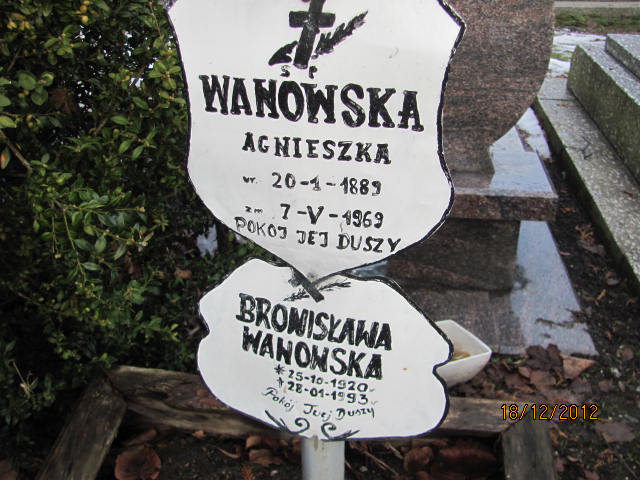 Ś P
WANOWSKA
AGNIESZKA
ur. 20-1-1889
zm 7-V-1969
POKÓJ JEJ DUSZY
BRONISŁAWA
WANOWSKA
* 25-10-1920
† 28-01-1993
Pokój Jej Duszy
18/12/2012